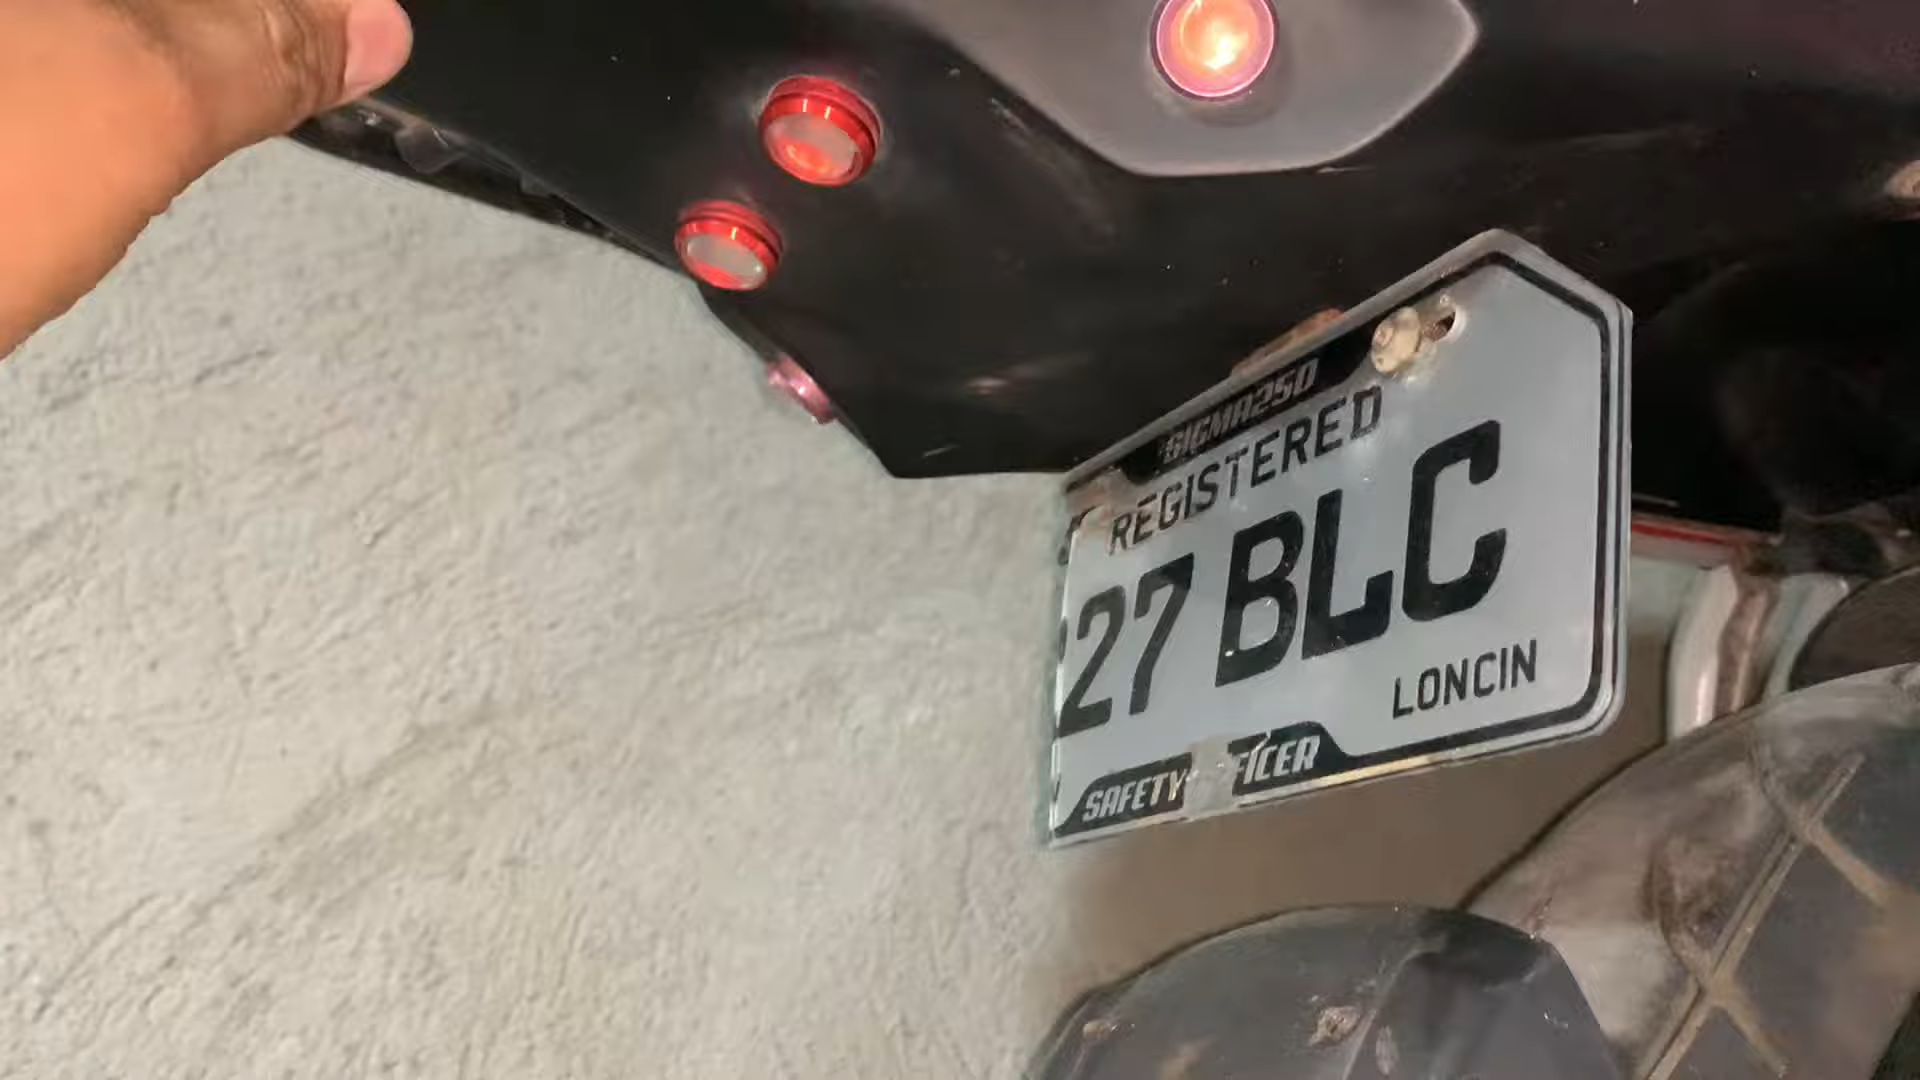 SIGMA250
REGISTERED
27 BLC
LONCIN
SAFETY FICER